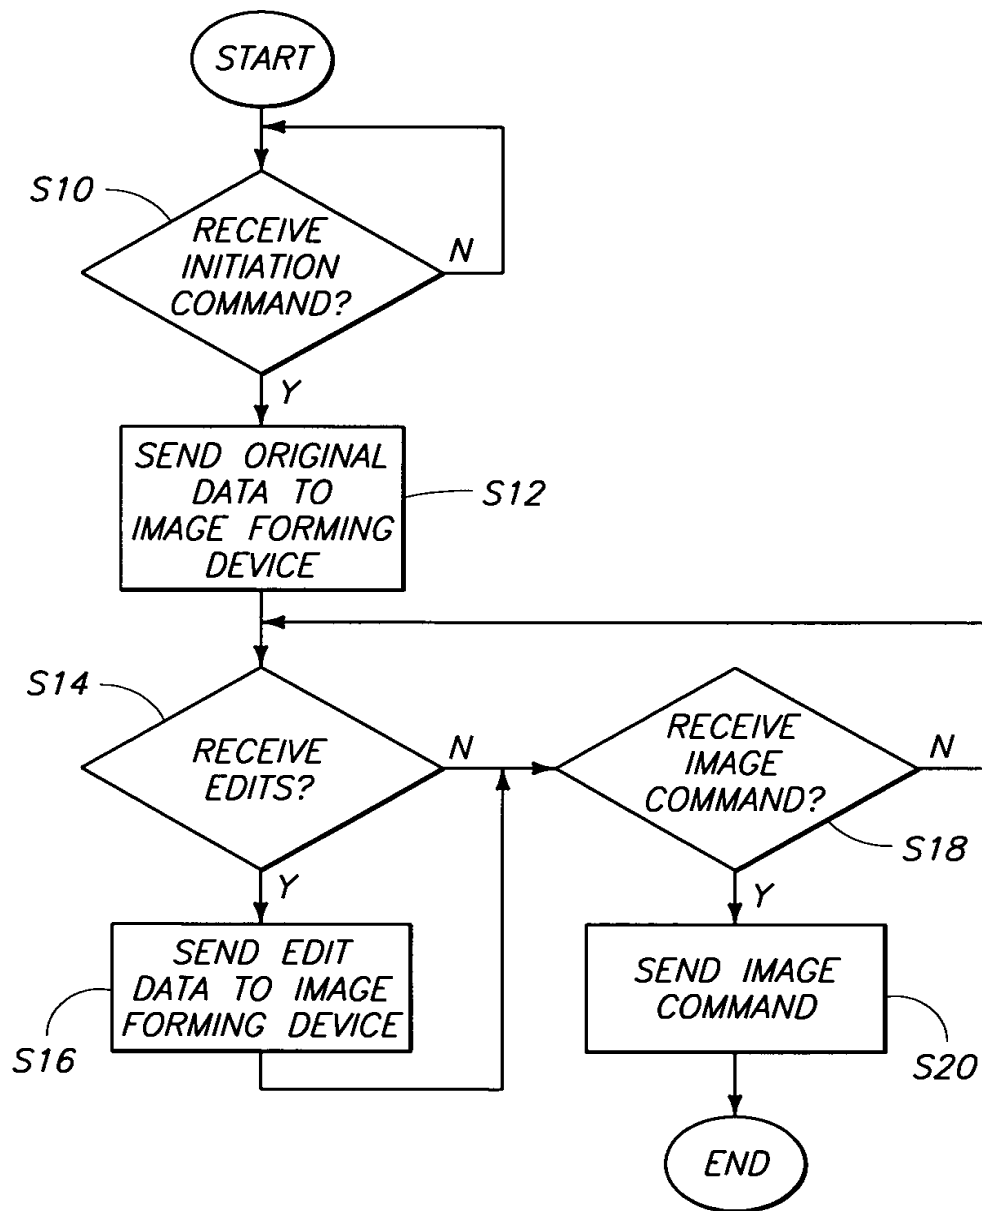 START
S10
RECEIVE
INITIATION
COMMAND?
N
Y
SEND ORIGINAL
DATA TO
IMAGE FORMING
DEVICE
S12
S14
RECEIVE
EDITS?
N
Y
SEND EDIT
DATA TO IMAGE
FORMING DEVICE
S16
RECEIVE
IMAGE
COMMAND?
N
S18
Y
SEND IMAGE
COMMAND
S20
END